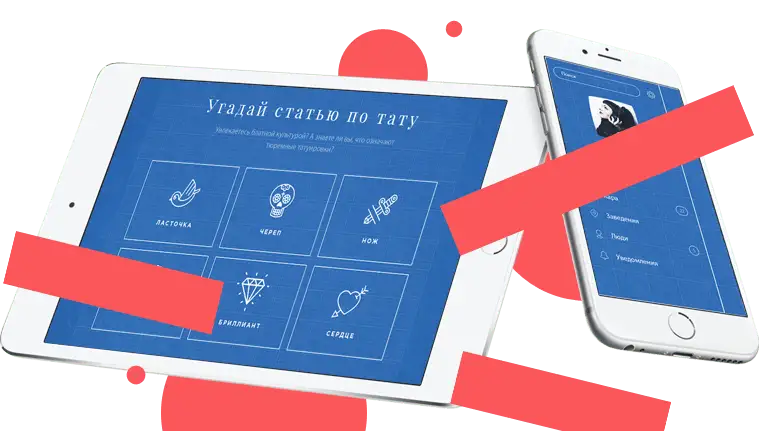 Угадай статью по тату
Увлекаетесь блатной культурой? А знаете ли вы, что означают
тюремные татуировки?
ЛАСТОЧКА
ЧЕРЕП
НОЖ
БРИЛЛИАНТ
СЕРДЦЕ
Поиск
Заведения
Люди
Уведомления